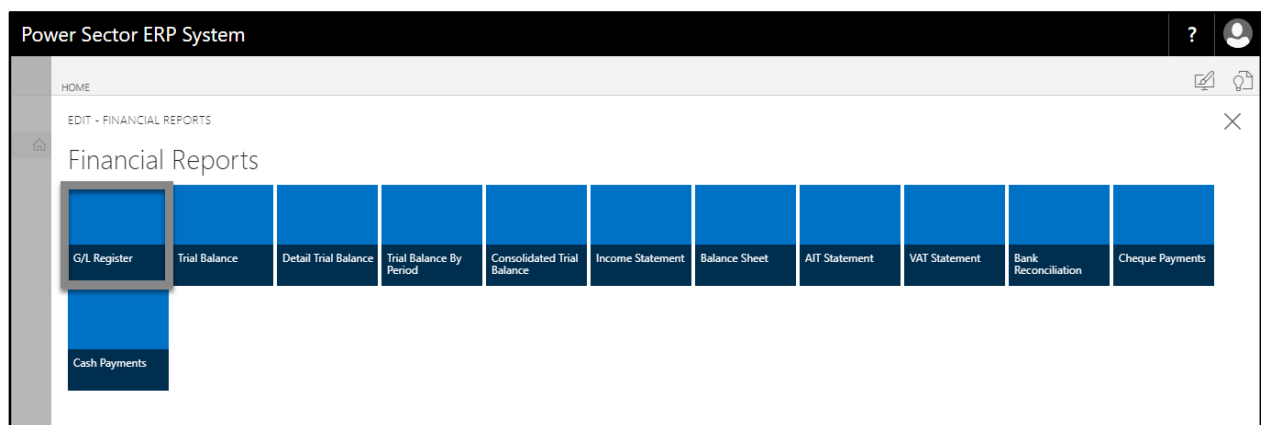 Power Sector ERP System
?
HOME
EDIT - FINANCIAL REPORTS
Financial Reports
G/L Register
Trial Balance
Detail Trial Balance
Trial Balance By
Period
Consolidated Trial
Balance
Income Statement
Balance Sheet
AIT Statement
VAT Statement
Bank
Reconciliation
Cheque Payments
Cash Payments